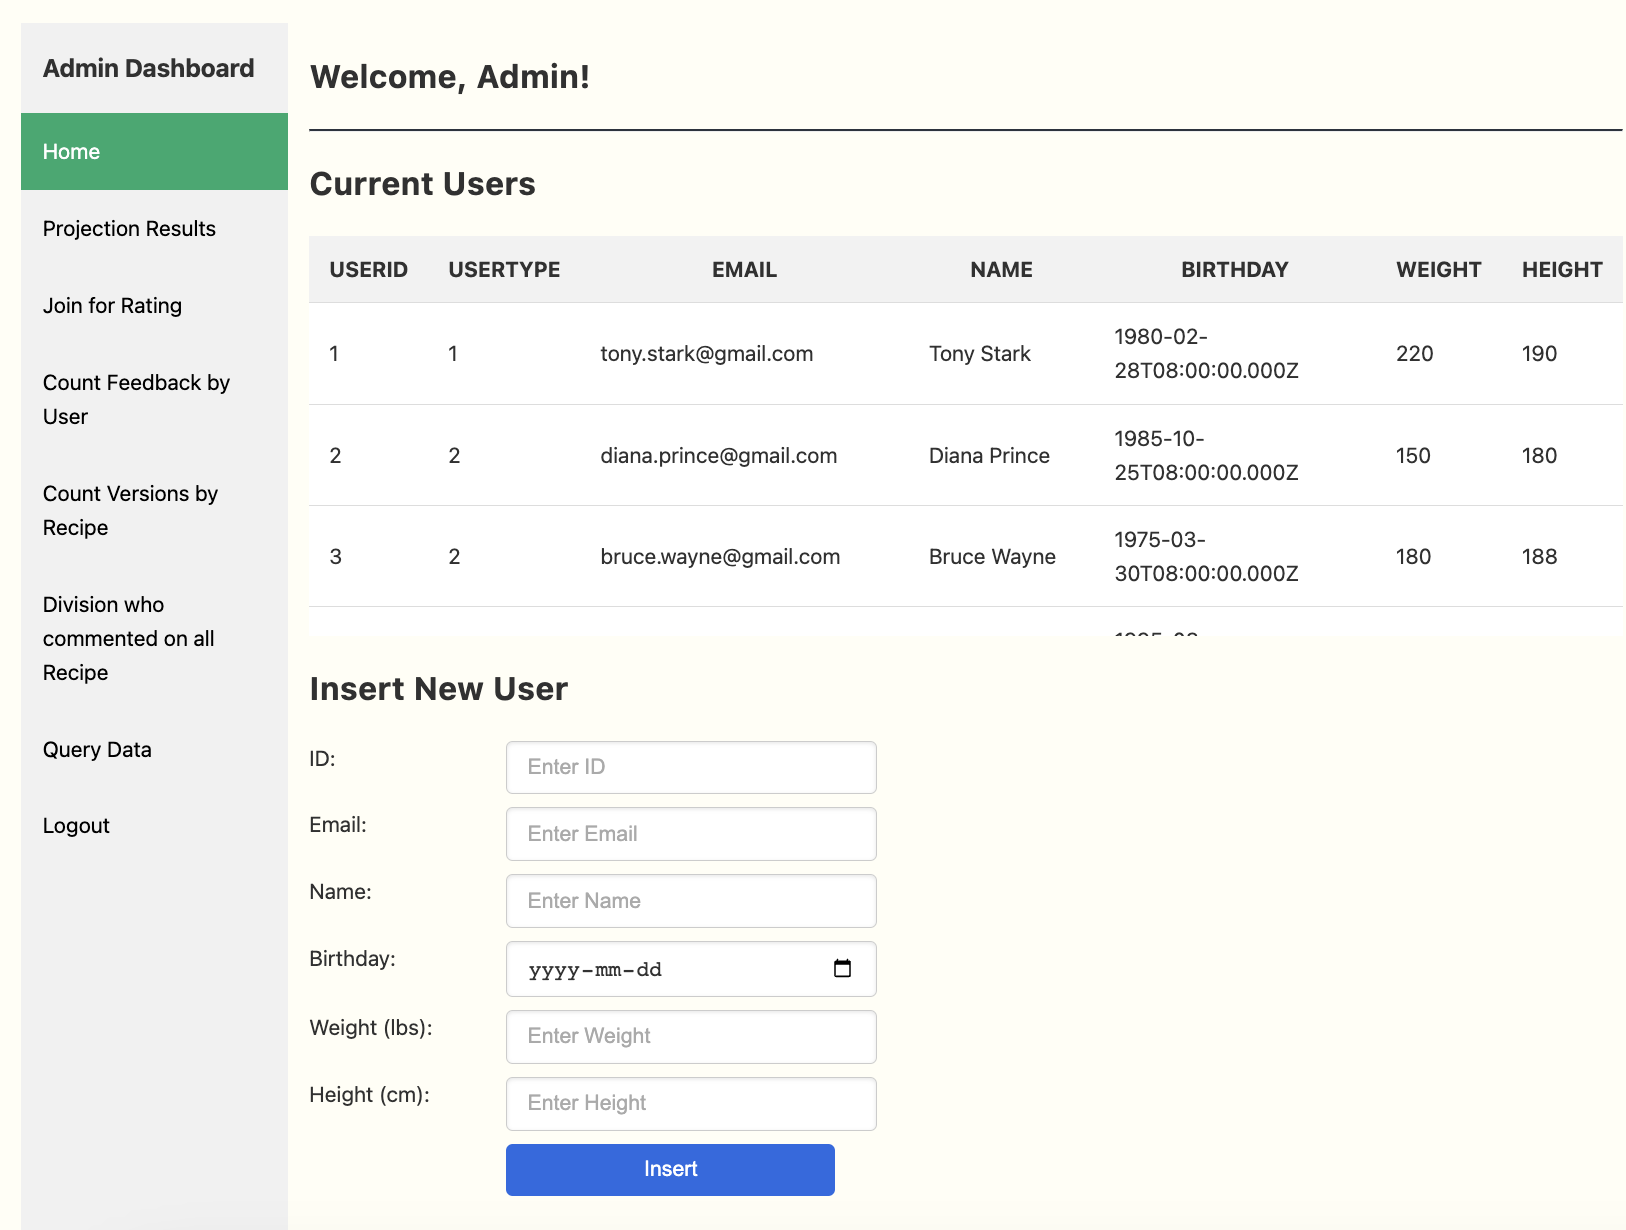 Admin Dashboard
Home
Projection Results
Join for Rating
Count Feedback by
User
Count Versions by
Recipe
Division who
commented on all
Recipe
Query Data
Logout
Welcome, Admin!
Current Users
USERID USERTYPE EMAIL NAME BIRTHDAY WEIGHT HEIGHT
1 1 tony.stark@gmail.com Tony Stark 1980-02-
28T08:00:00.000Z 220 190
2 2 diana.prince@gmail.com Diana Prince 1985-10-
25T08:00:00.000Z 150 180
3 2 bruce.wayne@gmail.com Bruce Wayne 1975-03-
30T08:00:00.000Z 180 188
Insert New User
ID: Enter ID
Email: Enter Email
Name: Enter Name
Birthday: yyyy-mm-dd
Weight (lbs): Enter Weight
Height (cm): Enter Height
Insert